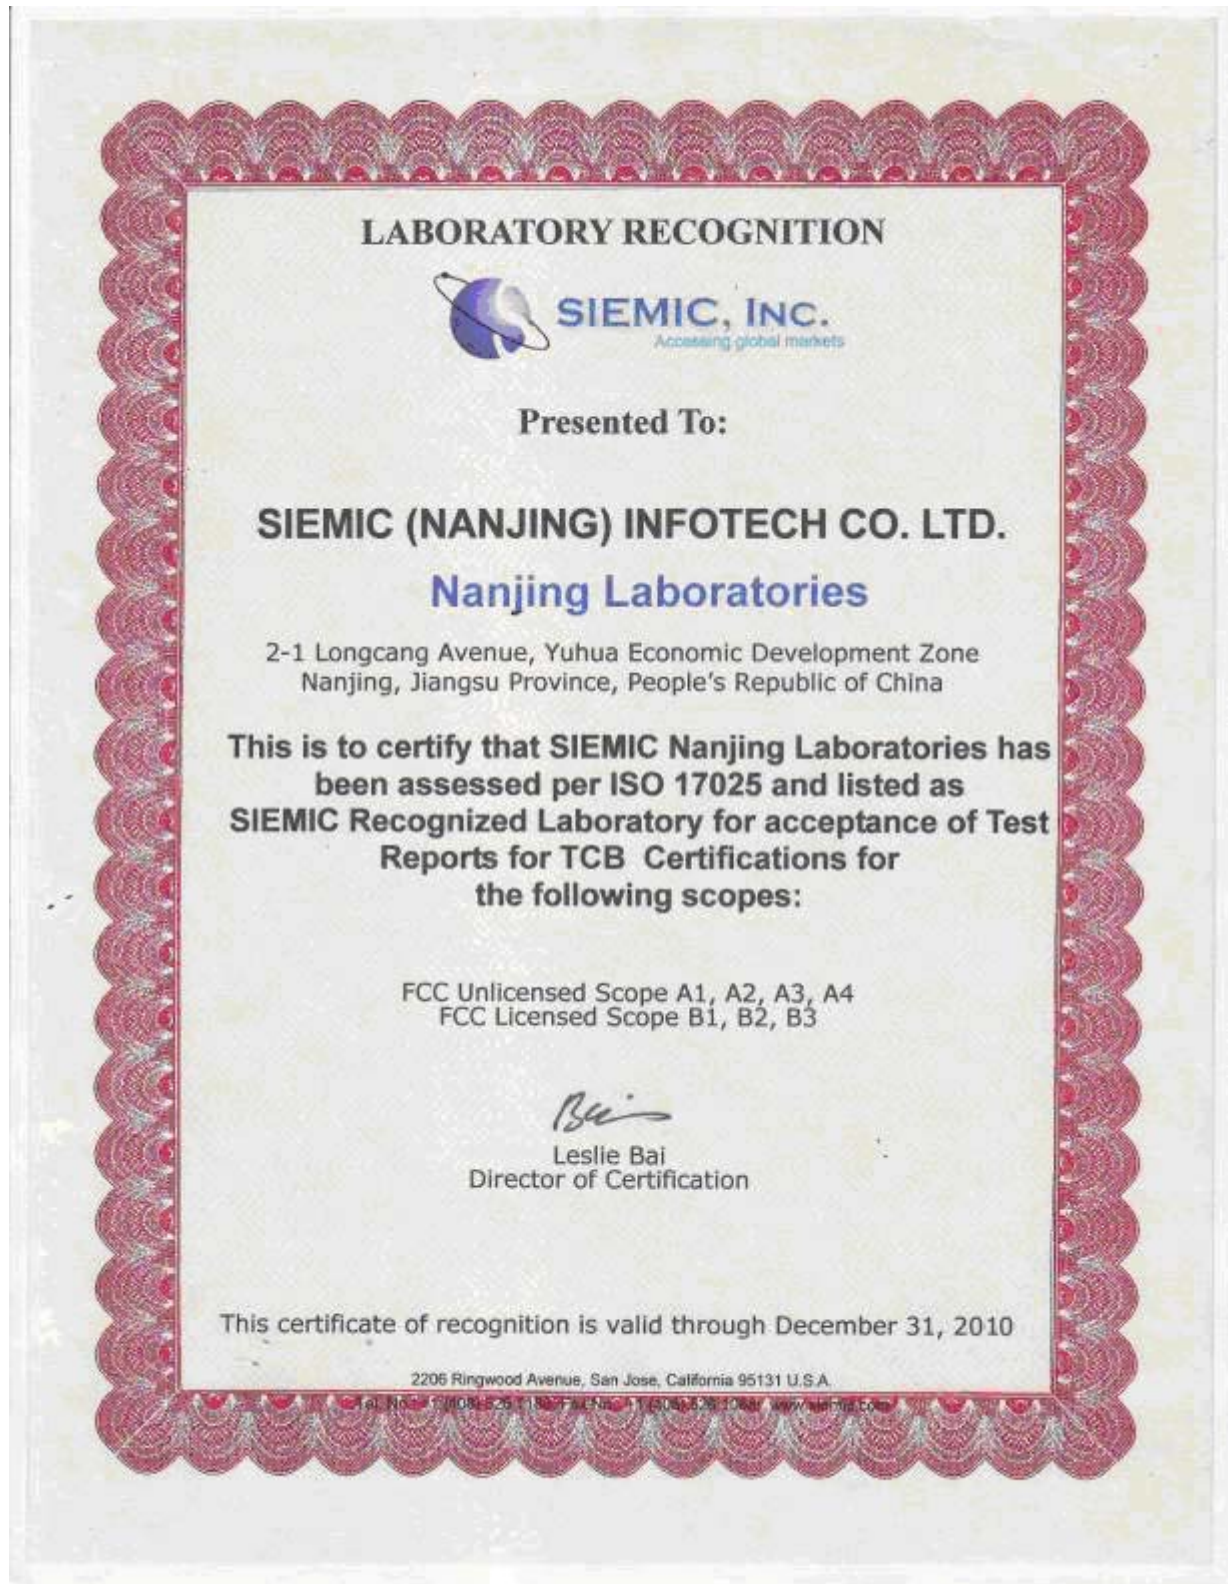 LABORATORY RECOGNITION
SIEMIC, INC.
Accessing global markets
Presented To:
SIEMIC (NANJING) INFOTECH CO. LTD.
Nanjing Laboratories
2-1 Longcang Avenue, Yuhua Economic Development Zone
Nanjing, Jiangsu Province, People's Republic of China
This is to certify that SIEMIC Nanjing Laboratories has
been assessed per ISO 17025 and listed as
SIEMIC Recognized Laboratory for acceptance of Test
Reports for TCB Certifications for
the following scopes:
FCC Unlicensed Scope A1, A2, A3, A4
FCC Licensed Scope B1, B2, B3
Leslie Bai
Director of Certification
This certificate of recognition is valid through December 31, 2010
2206 Ringwood Avenue, San Jose, California 95131 U.S.A.